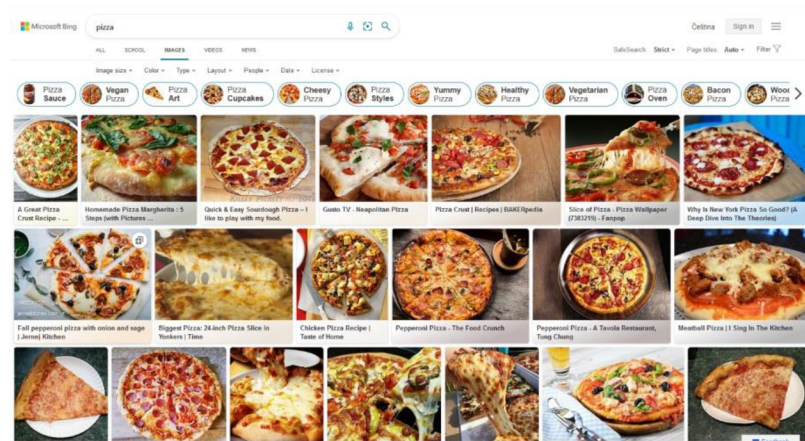 Microsoft Bing
pizza
Čeština
Sign in
ALL SCHOOL IMAGES VIDEOS NEWS
SafeSearch: Strict Page titles: Auto Filter
Image size Color Type Layout People Date License
Pizza Sauce
Vegan Pizza
Pizza Art
Pizza Cupcakes
Cheesy Pizza
Pizza Styles
Yummy Pizza
Healthy Pizza
Vegetarian Pizza
Pizza Oven
Bacon Pizza
Pizza
A Great Pizza
Crust Recipe - ...
Homemade Pizza Margherita : 5
Steps (with Pictures ...
Quick & Easy Sourdough Pizza – I
like to play with my food.
Gusto TV - Neapolitan Pizza
Pizza Crust | Recipes | BAKERpedia
Slice of Pizza - Pizza Wallpaper
(7383219) - Fanpop
Why Is New York Pizza So Good? (A
Deep Dive Into The Theories)
Fall pepperoni pizza with onion and sage
| Jernej Kitchen
Biggest Pizza: 24-Inch Pizza Slice in
Yonkers | Time
Chicken Pizza Recipe |
Taste of Home
Pepperoni Pizza - The Food Crunch
Pepperoni Pizza - A Tavola Restaurant,
Tung Chung
Meatball Pizza | I Sing In The Kitchen